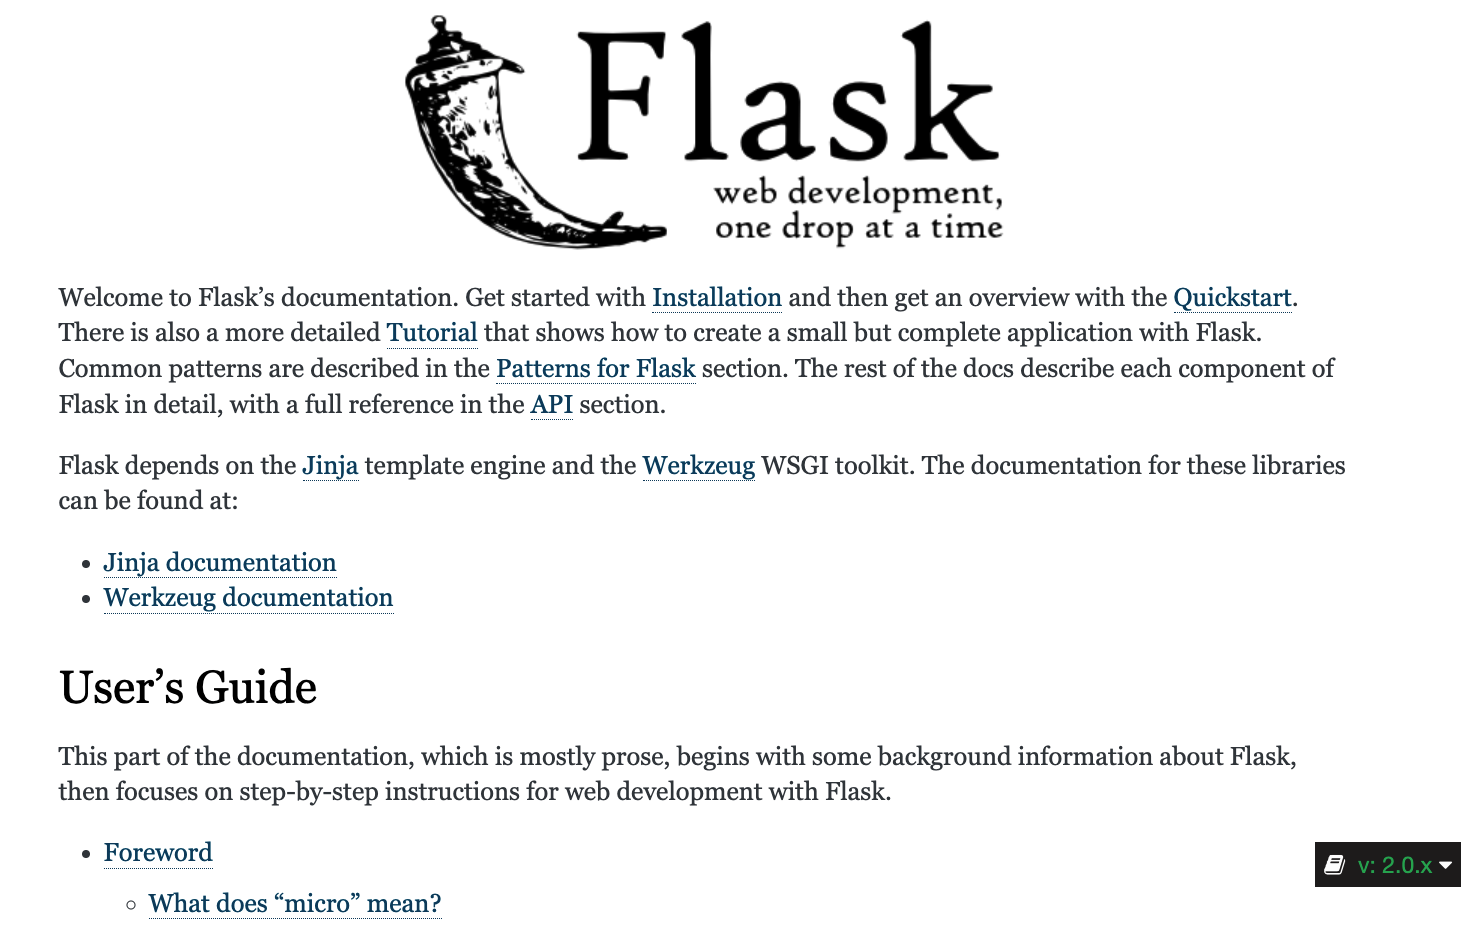 Flask
web development,
one drop at a time
Welcome to Flask’s documentation. Get started with Installation and then get an overview with the Quickstart.
There is also a more detailed Tutorial that shows how to create a small but complete application with Flask.
Common patterns are described in the Patterns for Flask section. The rest of the docs describe each component of
Flask in detail, with a full reference in the API section.
Flask depends on the Jinja template engine and the Werkzeug WSGI toolkit. The documentation for these libraries
can be found at:
• Jinja documentation
• Werkzeug documentation
User’s Guide
This part of the documentation, which is mostly prose, begins with some background information about Flask,
then focuses on step-by-step instructions for web development with Flask.
• Foreword
◦ What does “micro” mean?
v: 2.0.x